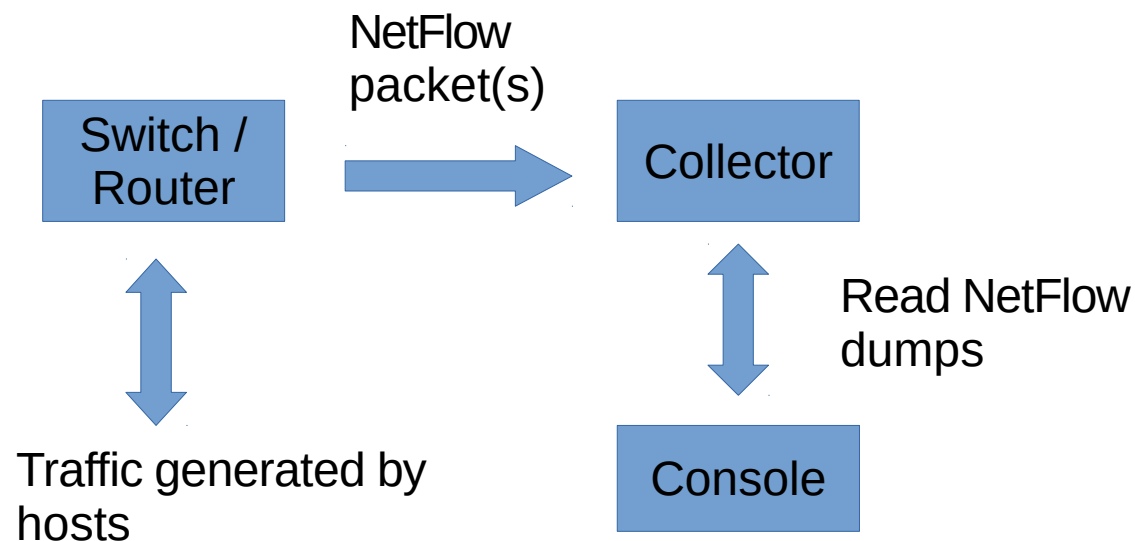 NetFlow
packet(s)
Switch /
Router
Collector
Read NetFlow
dumps
Traffic generated by
hosts
Console